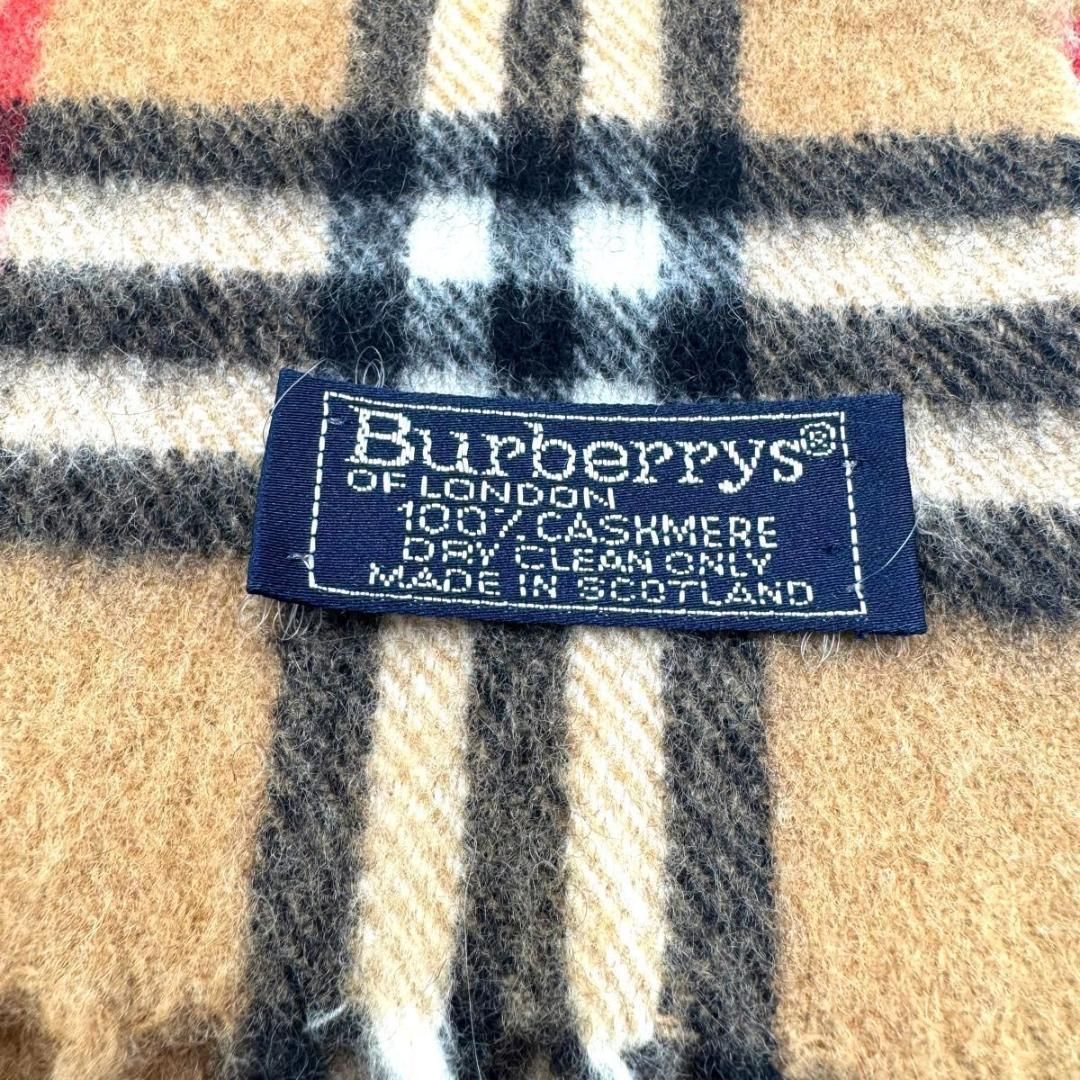 Burberrys®
OF LONDON
100% CASHMERE
DRY CLEAN ONLY
MADE IN SCOTLAND